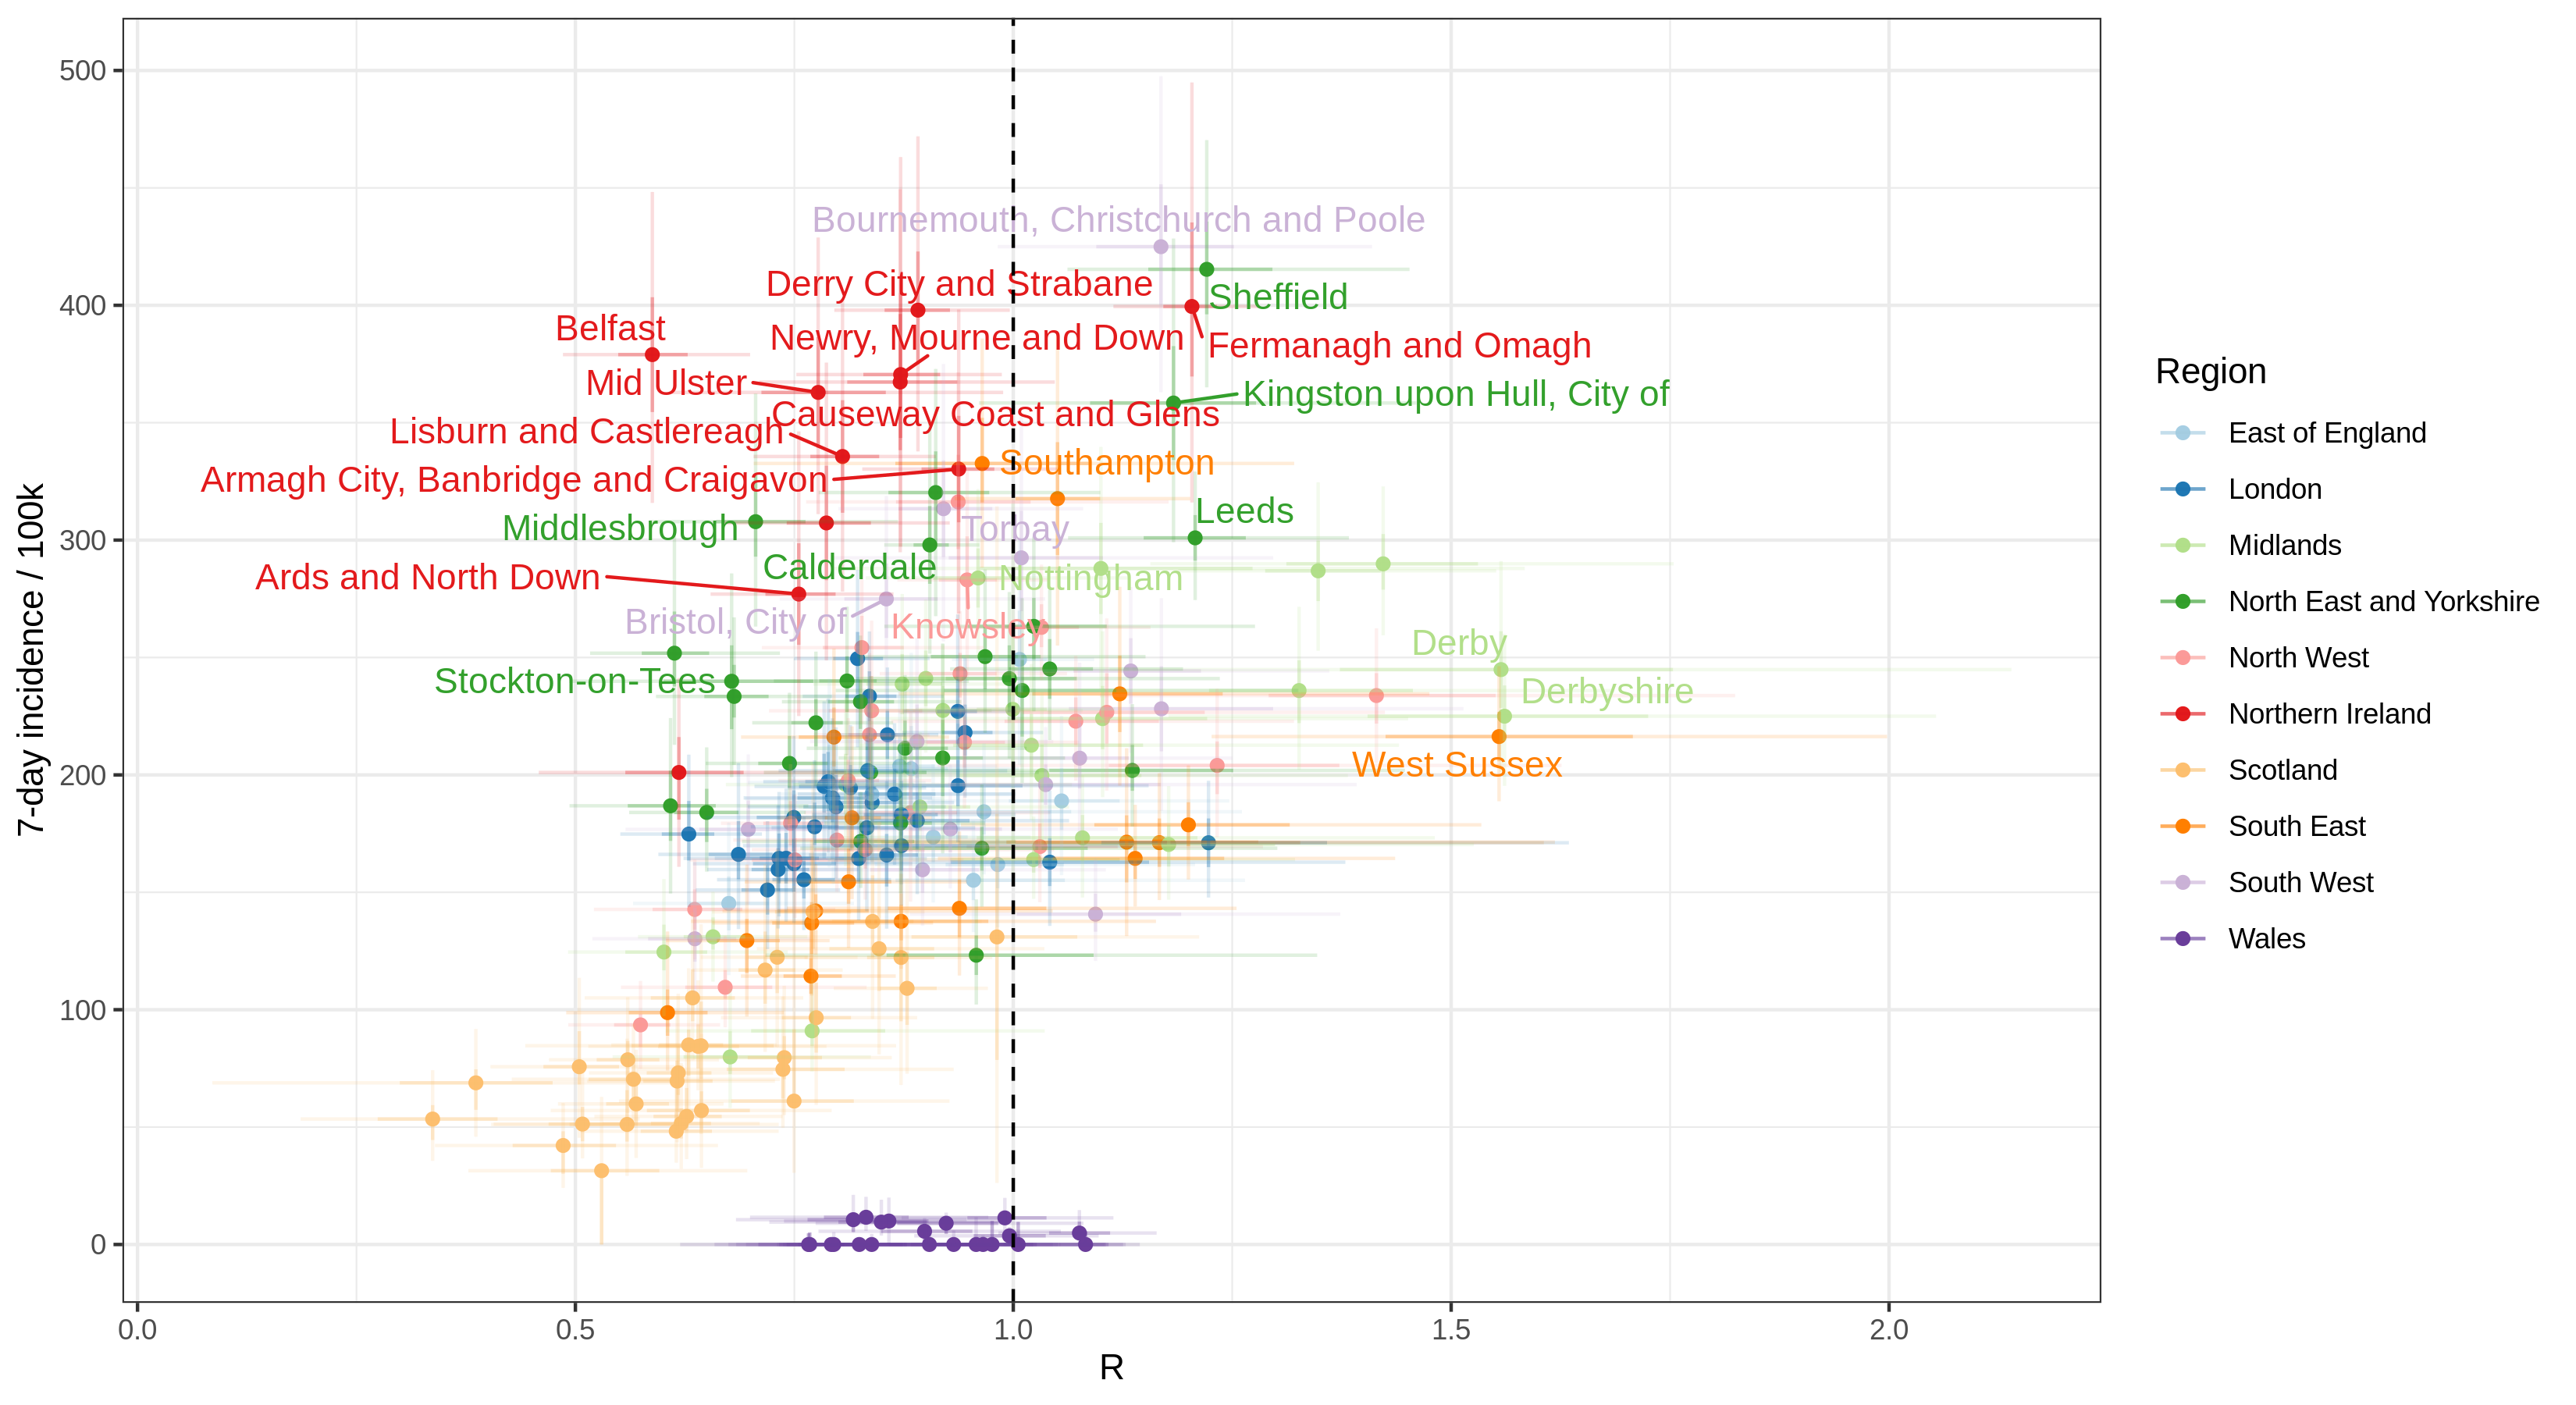 500
400
300
200
100
0
7-day incidence / 100k
Bournemouth, Christchurch and Poole
Derry City and Strabane
Sheffield
Belfast
Newry, Mourne and Down
Fermanagh and Omagh
Mid Ulster
Kingston upon Hull, City of
Causeway Coast and Glens
Lisburn and Castlereagh
Southampton
Armagh City, Banbridge and Craigavon
Leeds
Middlesbrough
Torbay
Calderdale
Ards and North Down
Nottingham
Bristol, City of
Knowsley
Derby
Stockton-on-Tees
Derbyshire
West Sussex
0.0
0.5
1.0
1.5
2.0
R
Region
East of England
London
Midlands
North East and Yorkshire
North West
Northern Ireland
Scotland
South East
South West
Wales